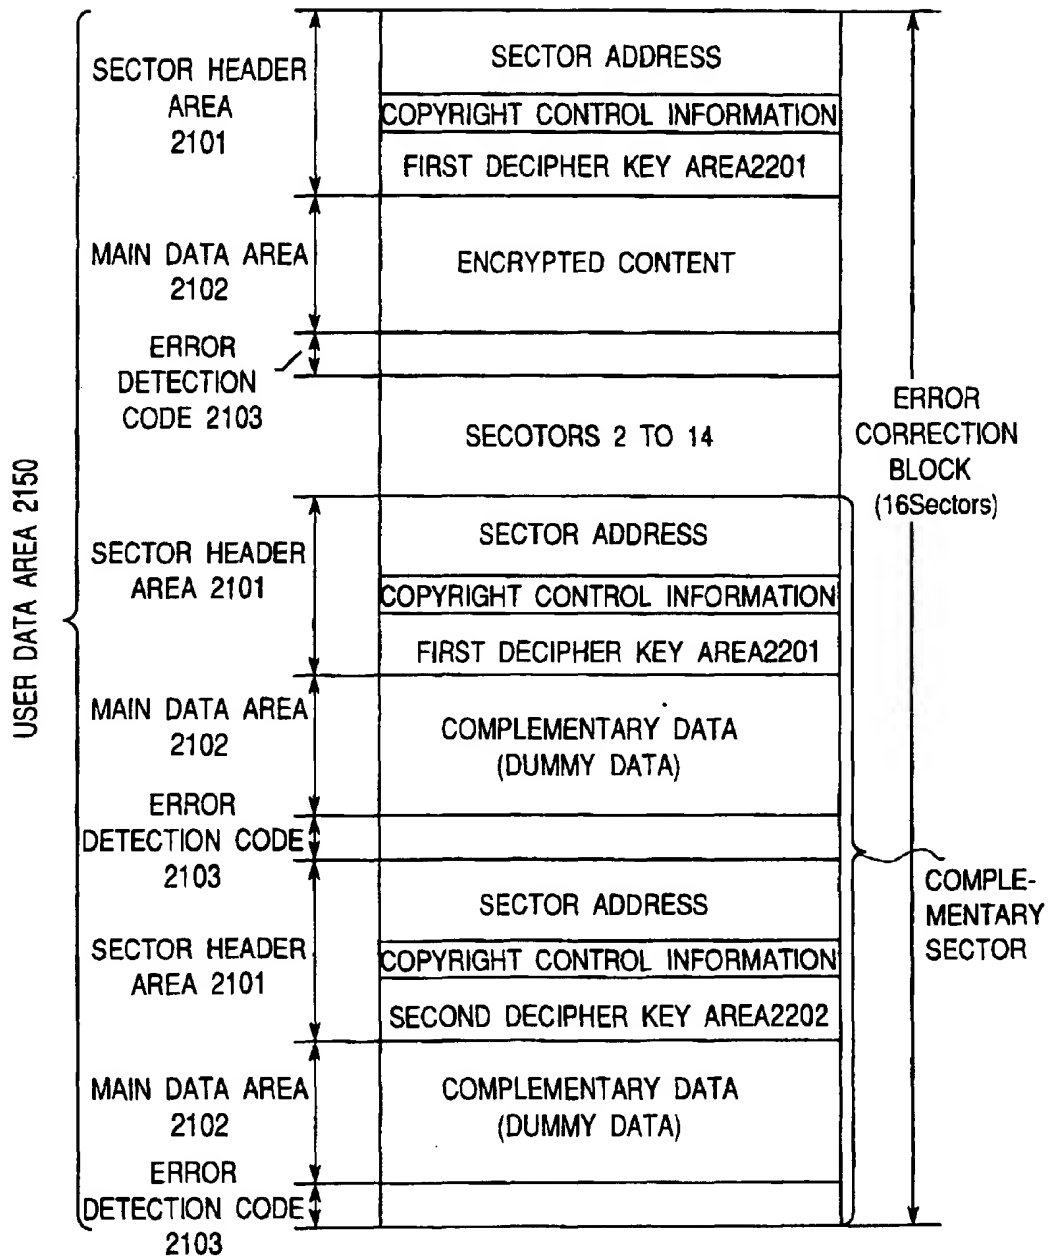 USER DATA AREA 2150
SECTOR HEADER
AREA
2101
SECTOR ADDRESS
COPYRIGHT CONTROL INFORMATION
FIRST DECIPHER KEY AREA2201
MAIN DATA AREA
2102
ENCRYPTED CONTENT
ERROR
DETECTION
CODE 2103
SECOTORS 2 TO 14
ERROR
CORRECTION
BLOCK
(16Sectors)
SECTOR HEADER
AREA 2101
SECTOR ADDRESS
COPYRIGHT CONTROL INFORMATION
FIRST DECIPHER KEY AREA2201
MAIN DATA AREA
2102
COMPLEMENTARY DATA
(DUMMY DATA)
ERROR
DETECTION CODE
2103
COMPLE-
MENTARY
SECTOR
SECTOR HEADER
AREA 2101
SECTOR ADDRESS
COPYRIGHT CONTROL INFORMATION
SECOND DECIPHER KEY AREA2202
MAIN DATA AREA
2102
COMPLEMENTARY DATA
(DUMMY DATA)
ERROR
DETECTION CODE
2103